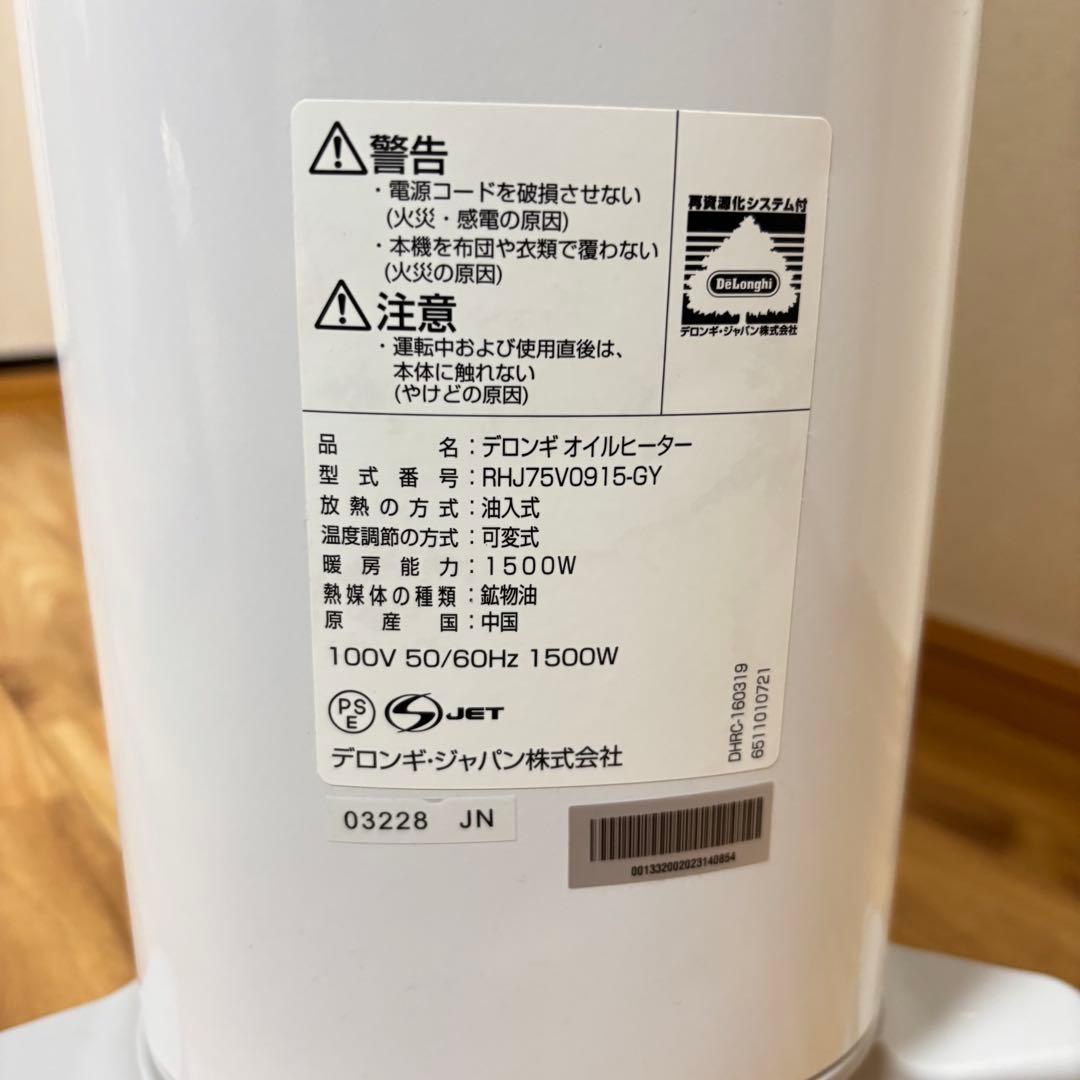 警告
・電源コードを破損させない
(火災・感電の原因)
・本機を布団や衣類で覆わない
(火災の原因)
注意
・運転中および使用直後は、
本体に触れない
(やけどの原因)
再資源化システム付
DeLonghi
デロンギ・ジャパン株式会社
品名：デロンギ オイルヒーター
型式番号：RHJ75V0915-GY
放熱の方式：油入式
温度調節の方式：可変式
暖房能力：1500W
熱媒体の種類：鉱物油
原産国：中国
100V 50/60Hz 1500W
PSE
JET
デロンギ・ジャパン株式会社
DHRC-160319
6511010721
03228 JN
001332002023140854